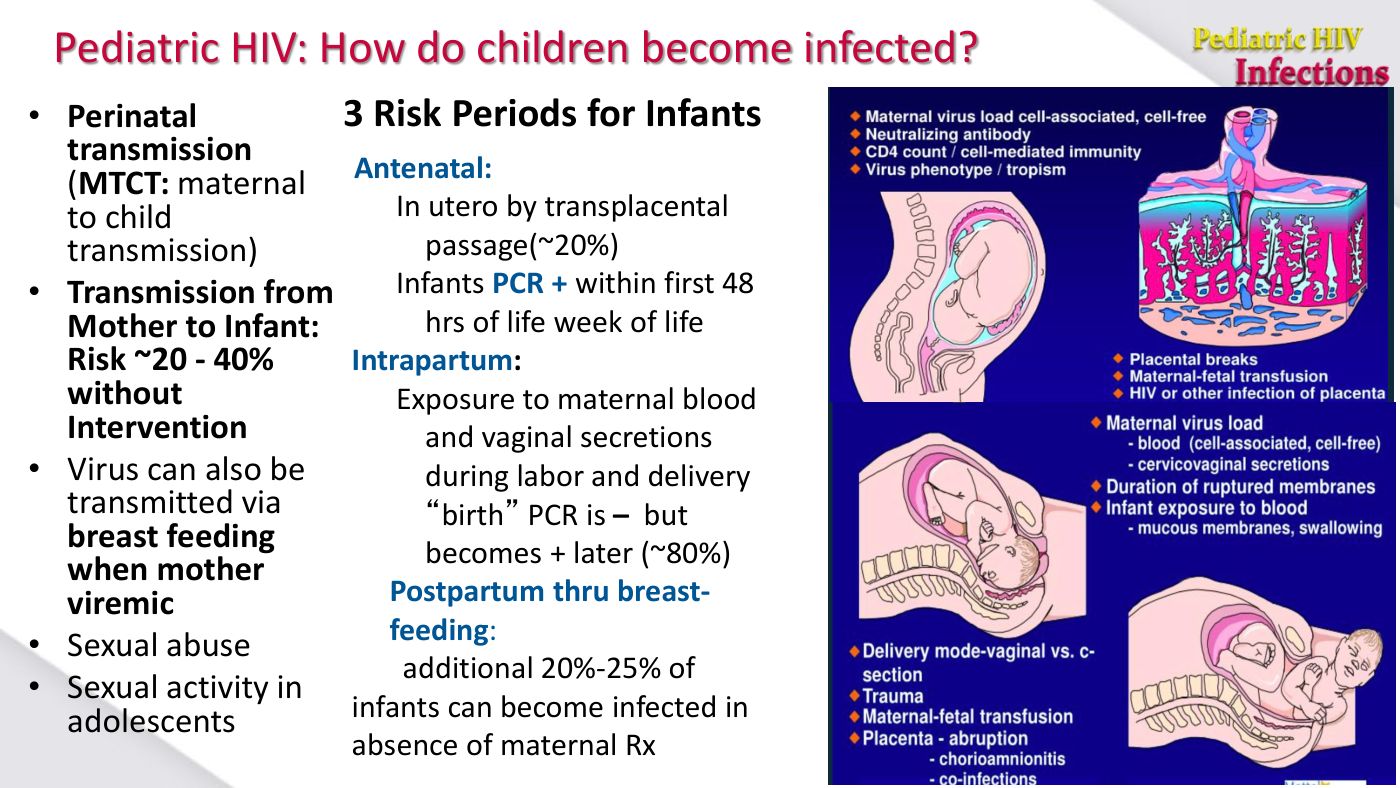 Pediatric HIV: How do children become infected?
Pediatric HIV
Infections
• Perinatal
transmission
(MTCT: maternal
to child
transmission)
• Transmission from
Mother to Infant:
Risk ~20 - 40%
without
Intervention
• Virus can also be
transmitted via
breast feeding
when mother
viremic
• Sexual abuse
• Sexual activity in
adolescents
3 Risk Periods for Infants
Antenatal:
In utero by transplacental
passage(~20%)
Infants PCR + within first 48
hrs of life week of life
Intrapartum:
Exposure to maternal blood
and vaginal secretions
during labor and delivery
“birth” PCR is – but
becomes + later (~80%)
Postpartum thru breast-
feeding:
additional 20%-25% of
infants can become infected in
absence of maternal Rx
◆ Maternal virus load cell-associated, cell-free
◆ Neutralizing antibody
◆ CD4 count / cell-mediated immunity
◆ Virus phenotype / tropism
◆ Placental breaks
◆ Maternal-fetal transfusion
◆ HIV or other infection of placenta
◆ Maternal virus load
- blood (cell-associated, cell-free)
- cervicovaginal secretions
◆ Duration of ruptured membranes
◆ Infant exposure to blood
- mucous membranes, swallowing
◆Delivery mode-vaginal vs. c-
section
◆Trauma
◆Maternal-fetal transfusion
◆Placenta - abruption
- chorioamnionitis
- co-infections